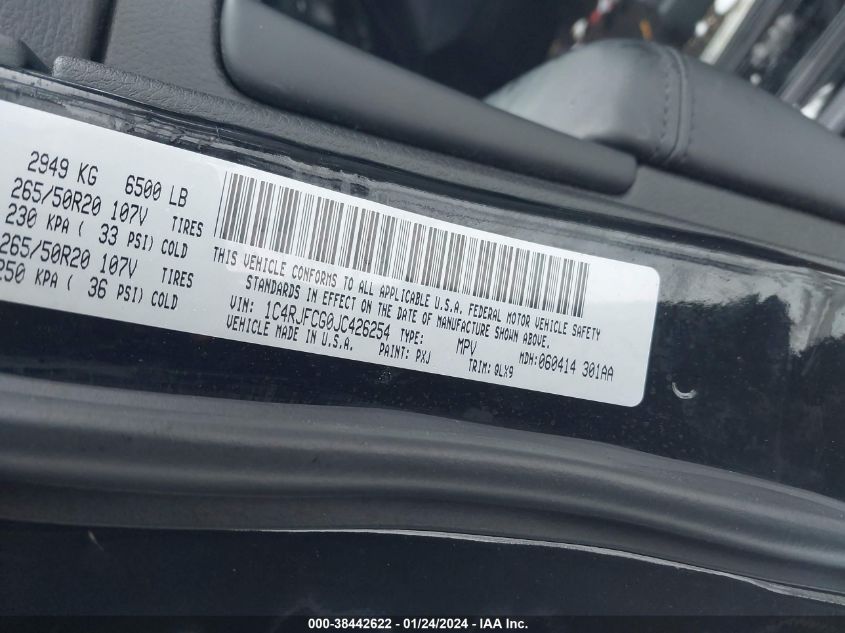 2949 KG 6500 LB
265/50R20 107V TIRES
230 KPA ( 33 PSI) COLD
265/50R20 107V TIRES
250 KPA ( 36 PSI) COLD
THIS VEHICLE CONFORMS TO ALL APPLICABLE U.S.A. FEDERAL MOTOR VEHICLE SAFETY
STANDARDS IN EFFECT ON THE DATE OF MANUFACTURE SHOWN ABOVE.
VIN: 1C4RJFCG0JC426254 TYPE: MPV MDH: 060414 301AA
VEHICLE MADE IN U.S.A. PAINT: PXJ TRIM: QLX9
000-38442622 - 01/24/2024 - IAA Inc.